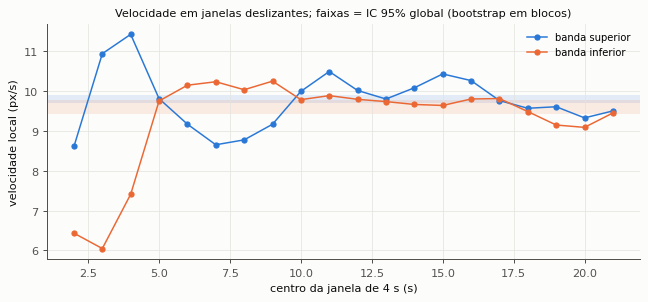 Velocidade em janelas deslizantes; faixas = IC 95% global (bootstrap em blocos)
banda superior
banda inferior
velocidade local (px/s)
11
10
9
8
7
6
2.5
5.0
7.5
10.0
12.5
15.0
17.5
20.0
centro da janela de 4 s (s)